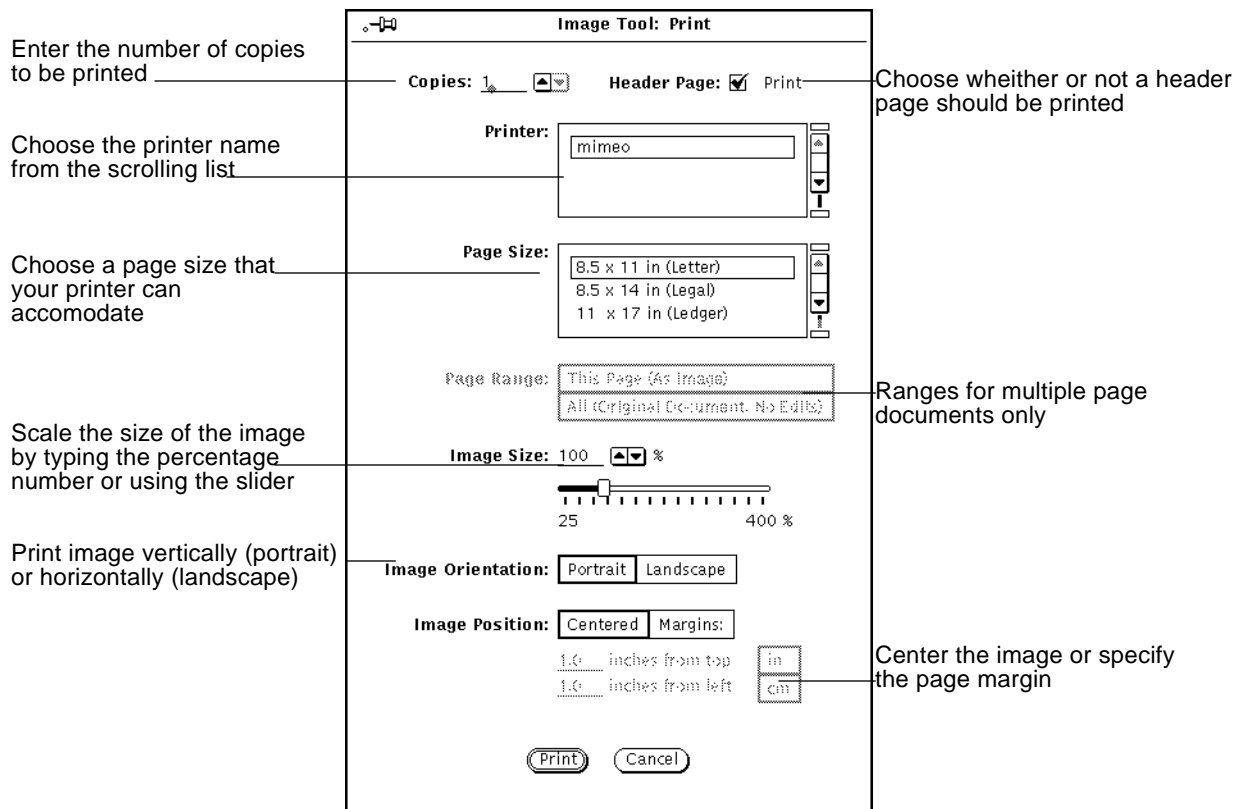 Image Tool: Print
Enter the number of copies
to be printed
Copies: 1
Header Page: Print
Choose wheither or not a header
page should be printed
Choose the printer name
from the scrolling list
Printer:
mimeo
Choose a page size that
your printer can
accomodate
Page Size:
8.5 x 11 in (Letter)
8.5 x 14 in (Legal)
11 x 17 in (Ledger)
Page Range:
This Page (As Image)
All (Original Document, No Edits)
Ranges for multiple page
documents only
Scale the size of the image
by typing the percentage
number or using the slider
Image Size: 100 %
25 400 %
Print image vertically (portrait)
or horizontally (landscape)
Image Orientation: Portrait Landscape
Image Position: Centered Margins:
1.0 inches from top in
1.0 inches from left cm
Center the image or specify
the page margin
Print Cancel